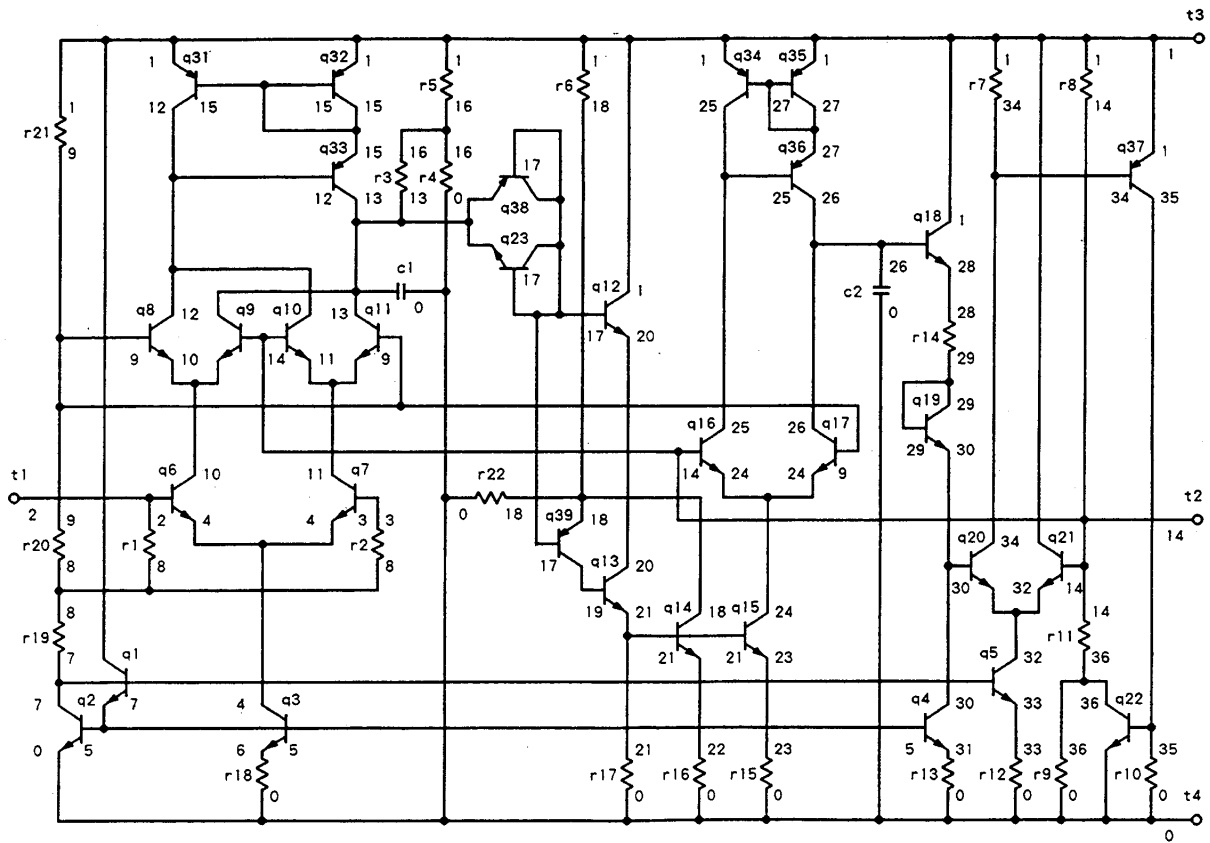 t3
q31 q32 q34 q35
1 1 1 1 1 1 1 1 1 1
r5 r6 r7 r8
12 15 15 15 16 18 25 27 27 34 14
1
r21
9
q33 15 16 16 q36 27 q37 1
r3 r4 17
12 13 13 0 q38 25 26 34 35
q23 q18 1
17
c1 q12 26 28
q8 12 q9 q10 13 q11 0 1 c2 28
17 0 r14
9 10 14 11 9 20 29
q19 29
q16 25 26 q17 29 30
t1 q6 10 11 q7 14 24 24 9
r22
2 2 4 4 3 3 0 18 q39 18 t2
9
r20 r1 r2 14
8 8 8 17 q13 20 q20 34 q21
19 21 30 32 14
8 q14 18 q15 24 14
r19 r11
7 q1 21 21 36
q5 32
7 q2 7 4 q3 22 23 q4 30 33 36 q22
0 5 6 5 21 22 23 5 31 33 36 35
r18 r17 r16 r15 r13 r12 r9 r10
0 0 0 0 0 0 0 0 t4
0